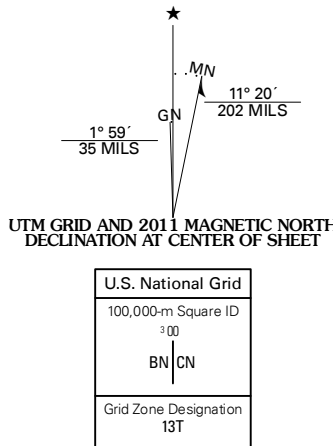 ★
MN
11° 20´
202 MILS
GN
1° 59´
35 MILS
UTM GRID AND 2011 MAGNETIC NORTH
DECLINATION AT CENTER OF SHEET
U.S. National Grid
100,000-m Square ID
³00
BN CN
Grid Zone Designation
13T